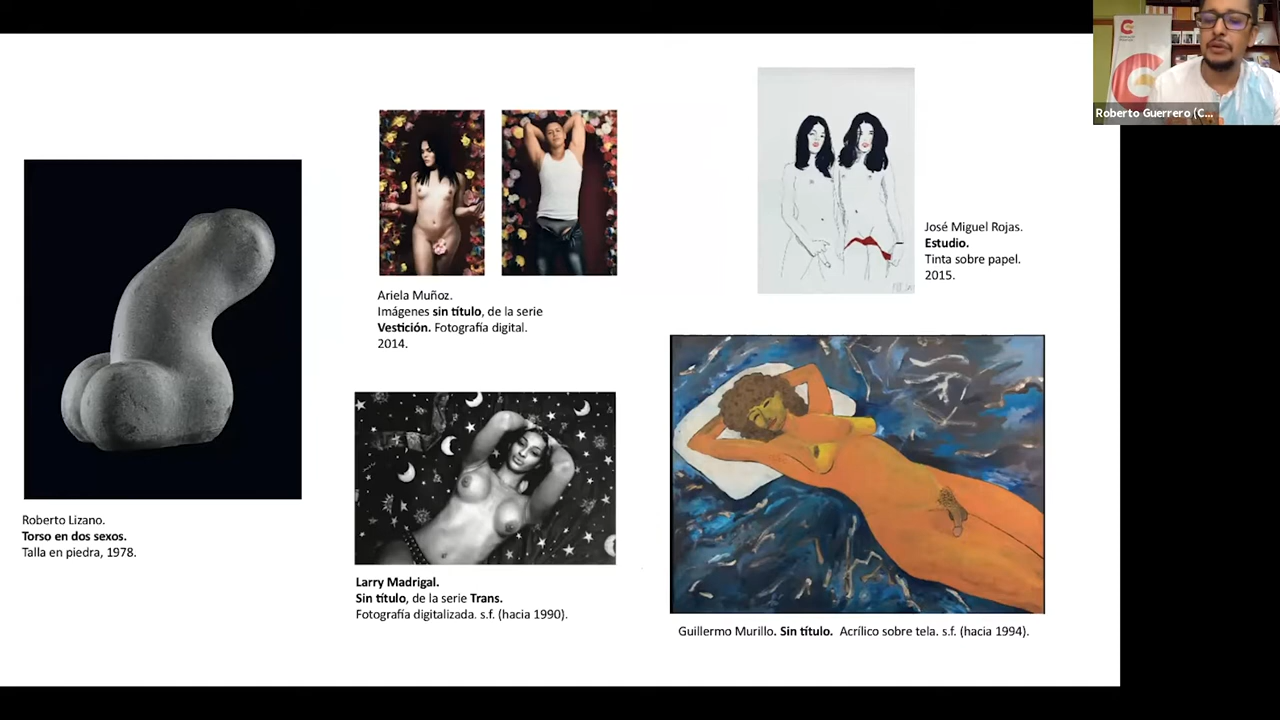 Roberto Guerrero (C...
José Miguel Rojas.
Estudio.
Tinta sobre papel.
2015.
Ariela Muñoz.
Imágenes sin título, de la serie
Vestición. Fotografía digital.
2014.
Roberto Lizano.
Torso en dos sexos.
Talla en piedra, 1978.
Larry Madrigal.
Sin título, de la serie Trans.
Fotografía digitalizada. s.f. (hacia 1990).
Guillermo Murillo. Sin título. Acrílico sobre tela. s.f. (hacia 1994).